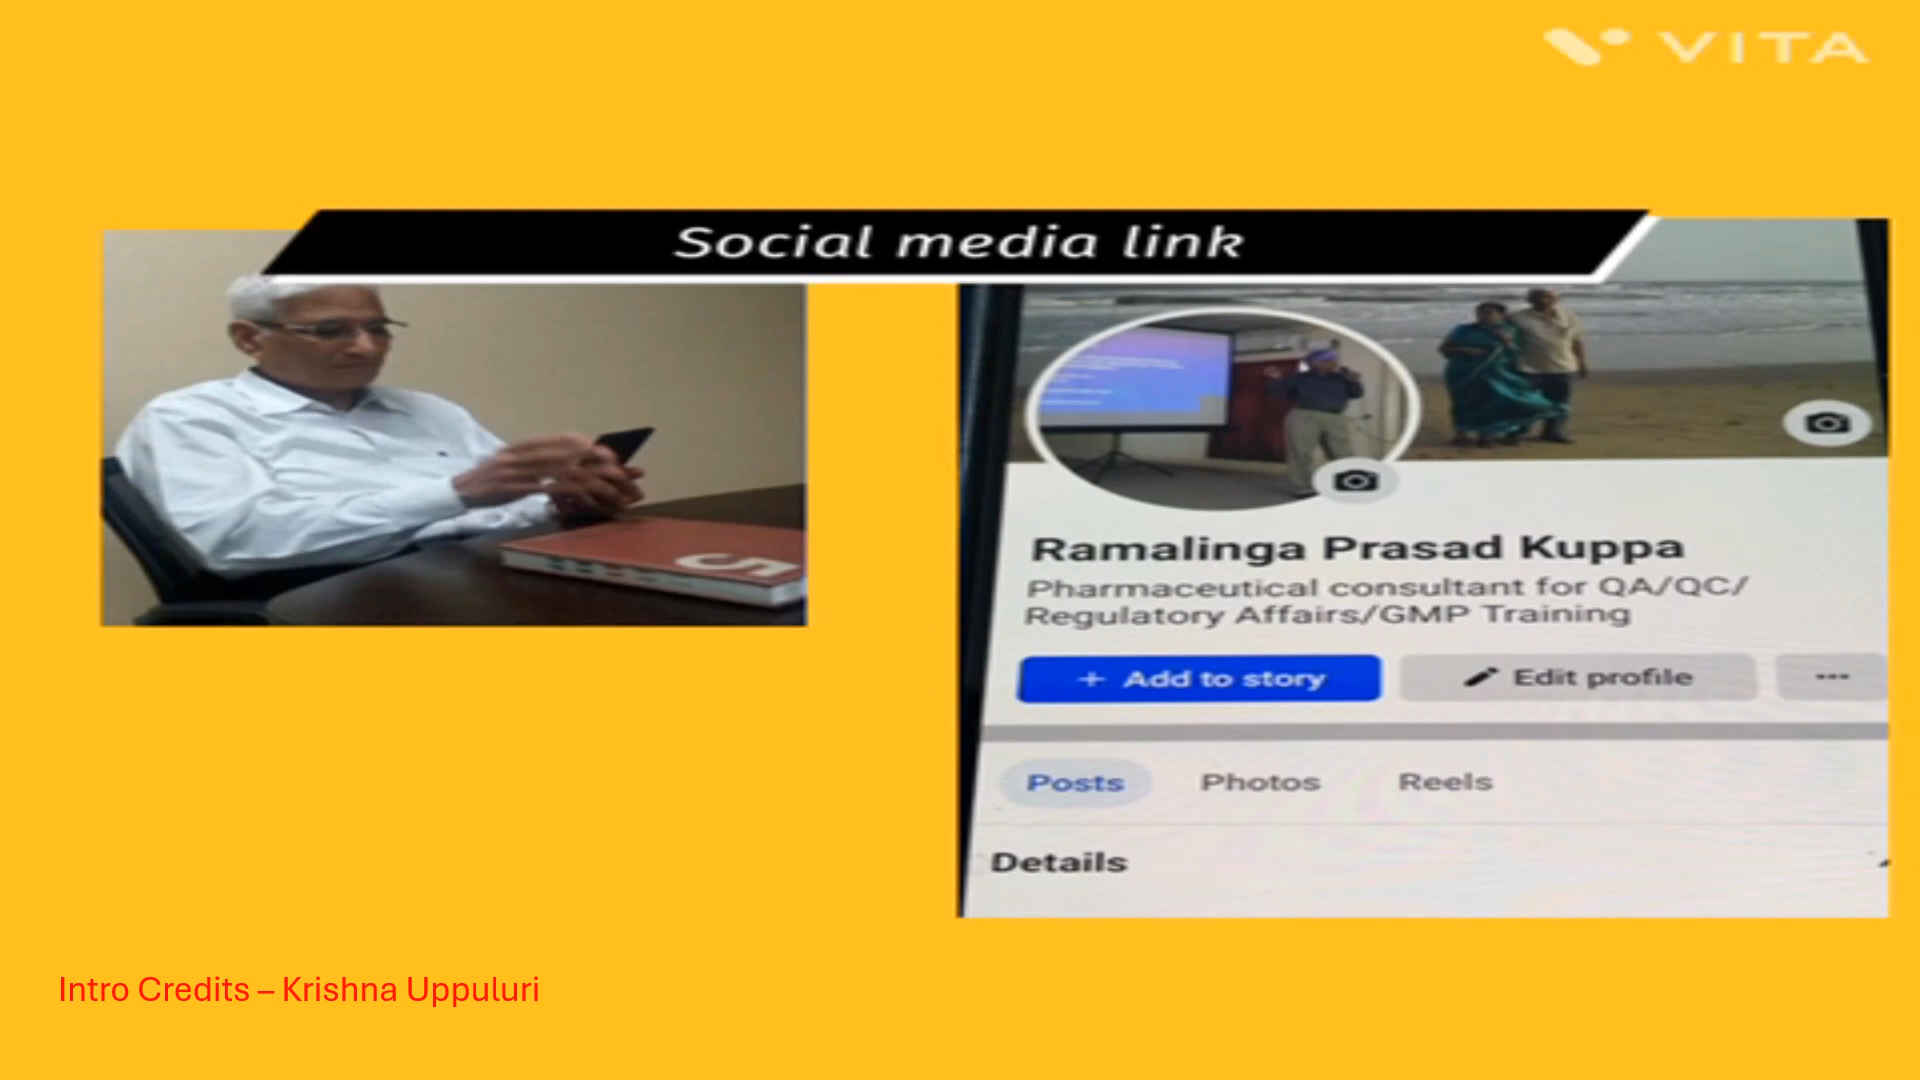 VITA
Social media link
Ramalinga Prasad Kuppa
Pharmaceutical consultant for QA/QC/
Regulatory Affairs/GMP Training
+ Add to story
Edit profile
...
Posts
Photos
Reels
Details
5
Intro Credits – Krishna Uppuluri